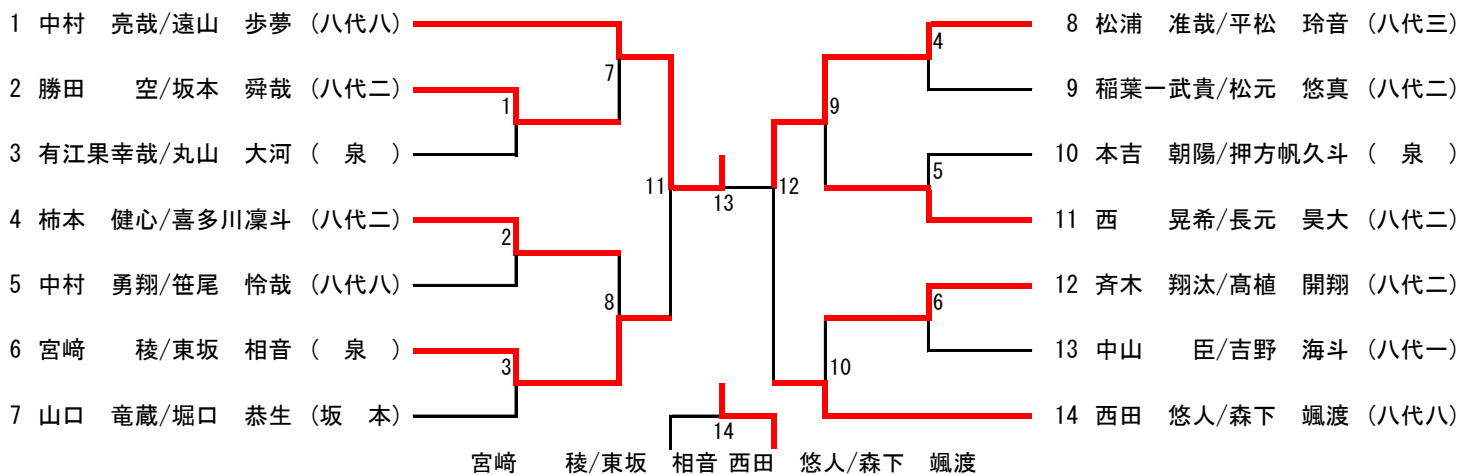 1 中村　亮哉/遠山　歩夢 (八代八)
2 勝田　　空/坂本　舜哉 (八代二)
3 有江果幸哉/丸山　大河 (　泉　)
4 柿本　健心/喜多川凜斗 (八代二)
5 中村　勇翔/笹尾　怜哉 (八代八)
6 宮﨑　　稜/東坂　相音 (　泉　)
7 山口　竜蔵/堀口　恭生 (坂　本)
1
2
3
7
8
11
13
12
14
9
10
4
5
6
8 松浦　准哉/平松　玲音 (八代三)
9 稲葉一武貴/松元　悠真 (八代二)
10 本吉　朝陽/押方帆久斗 (　泉　)
11 西　　晃希/長元　昊大 (八代二)
12 斉木　翔汰/髙植　開翔 (八代二)
13 中山　　臣/吉野　海斗 (八代一)
14 西田　悠人/森下　颯渡 (八代八)
宮﨑　　稜/東坂　相音 西田　悠人/森下　颯渡